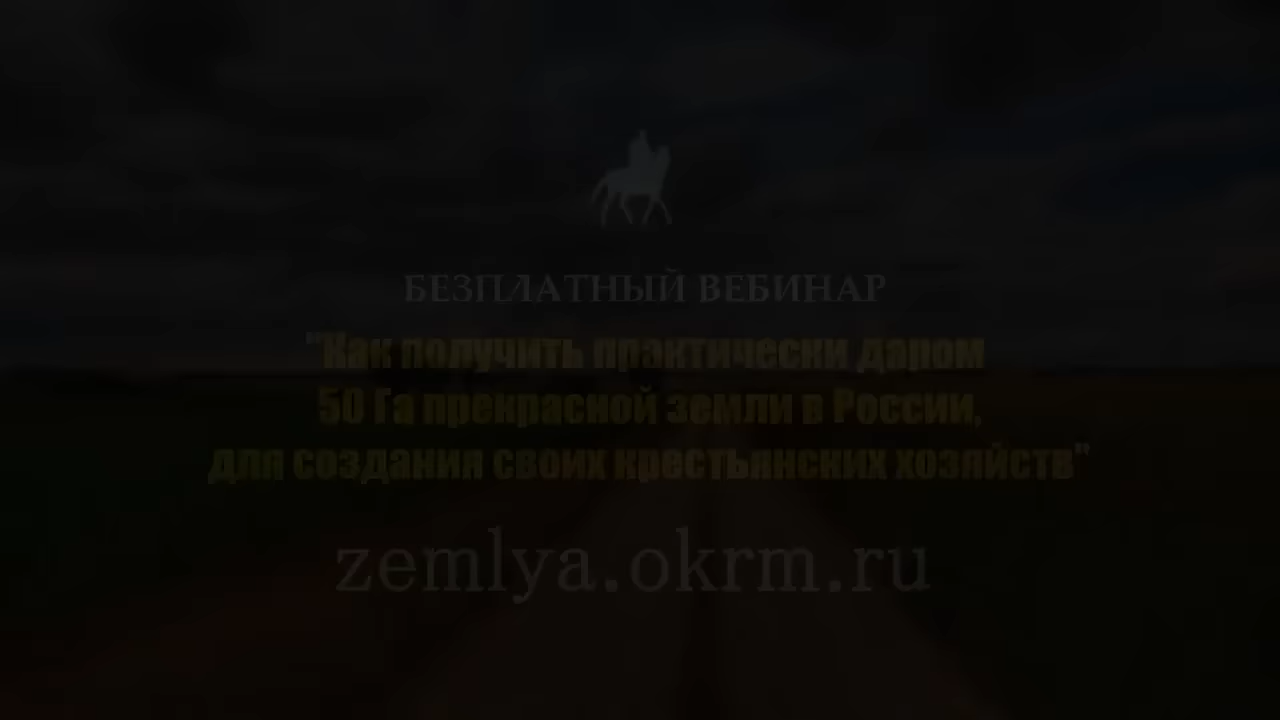 БЕЗПЛАТНЫЙ ВЕБИНАР
"Как получить практически даром
50 Га прекрасной земли в России,
для создания своих крестьянских хозяйств"
zemlya.okrm.ru